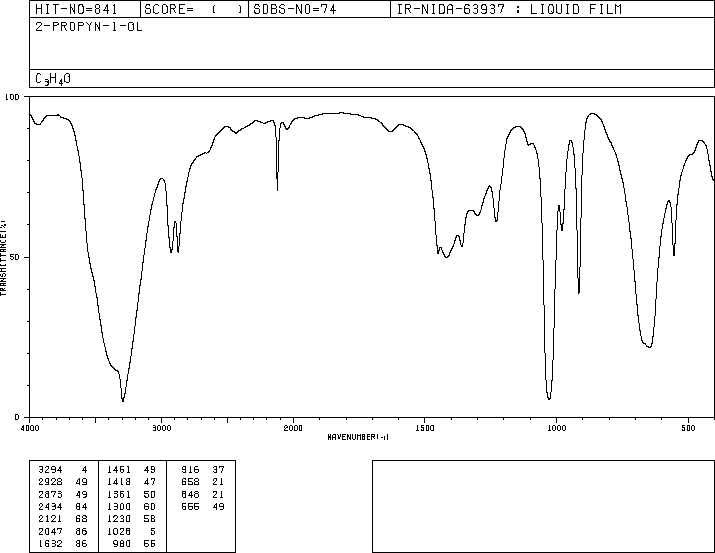 HIT-NO=841 SCORE= ( ) SDBS-NO=74 IR-NIDA-63937 : LIQUID FILM
2-PROPYN-1-OL
C3H4O
100
50
0
TRANSMITTANCE(%)
4000 3000 2000 1500 1000 500
WAVENUMBER(-1)
3294 4 1461 49 916 37
2928 49 1418 47 658 21
2873 49 1361 50 648 21
2434 84 1300 60 555 49
2121 68 1230 58
2047 86 1028 5
1632 86 980 55